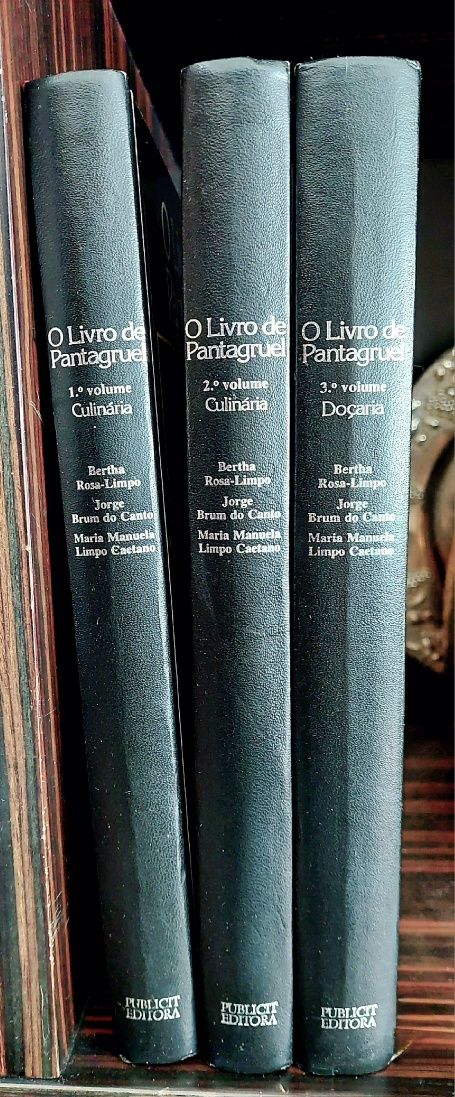 O Livro de
Pantagruel
1.º volume
Culinária
Bertha
Rosa-Limpo
Jorge
Brum do Canto
Maria Manuela
Limpo Caetano
PUBLICIT
EDITORA
O Livro de
Pantagruel
2.º volume
Culinária
Bertha
Rosa-Limpo
Jorge
Brum do Canto
Maria Manuela
Limpo Caetano
PUBLICIT
EDITORA
O Livro de
Pantagruel
3.º volume
Doçaria
Bertha
Rosa-Limpo
Jorge
Brum do Canto
Maria Manuela
Limpo Caetano
PUBLICIT
EDITORA